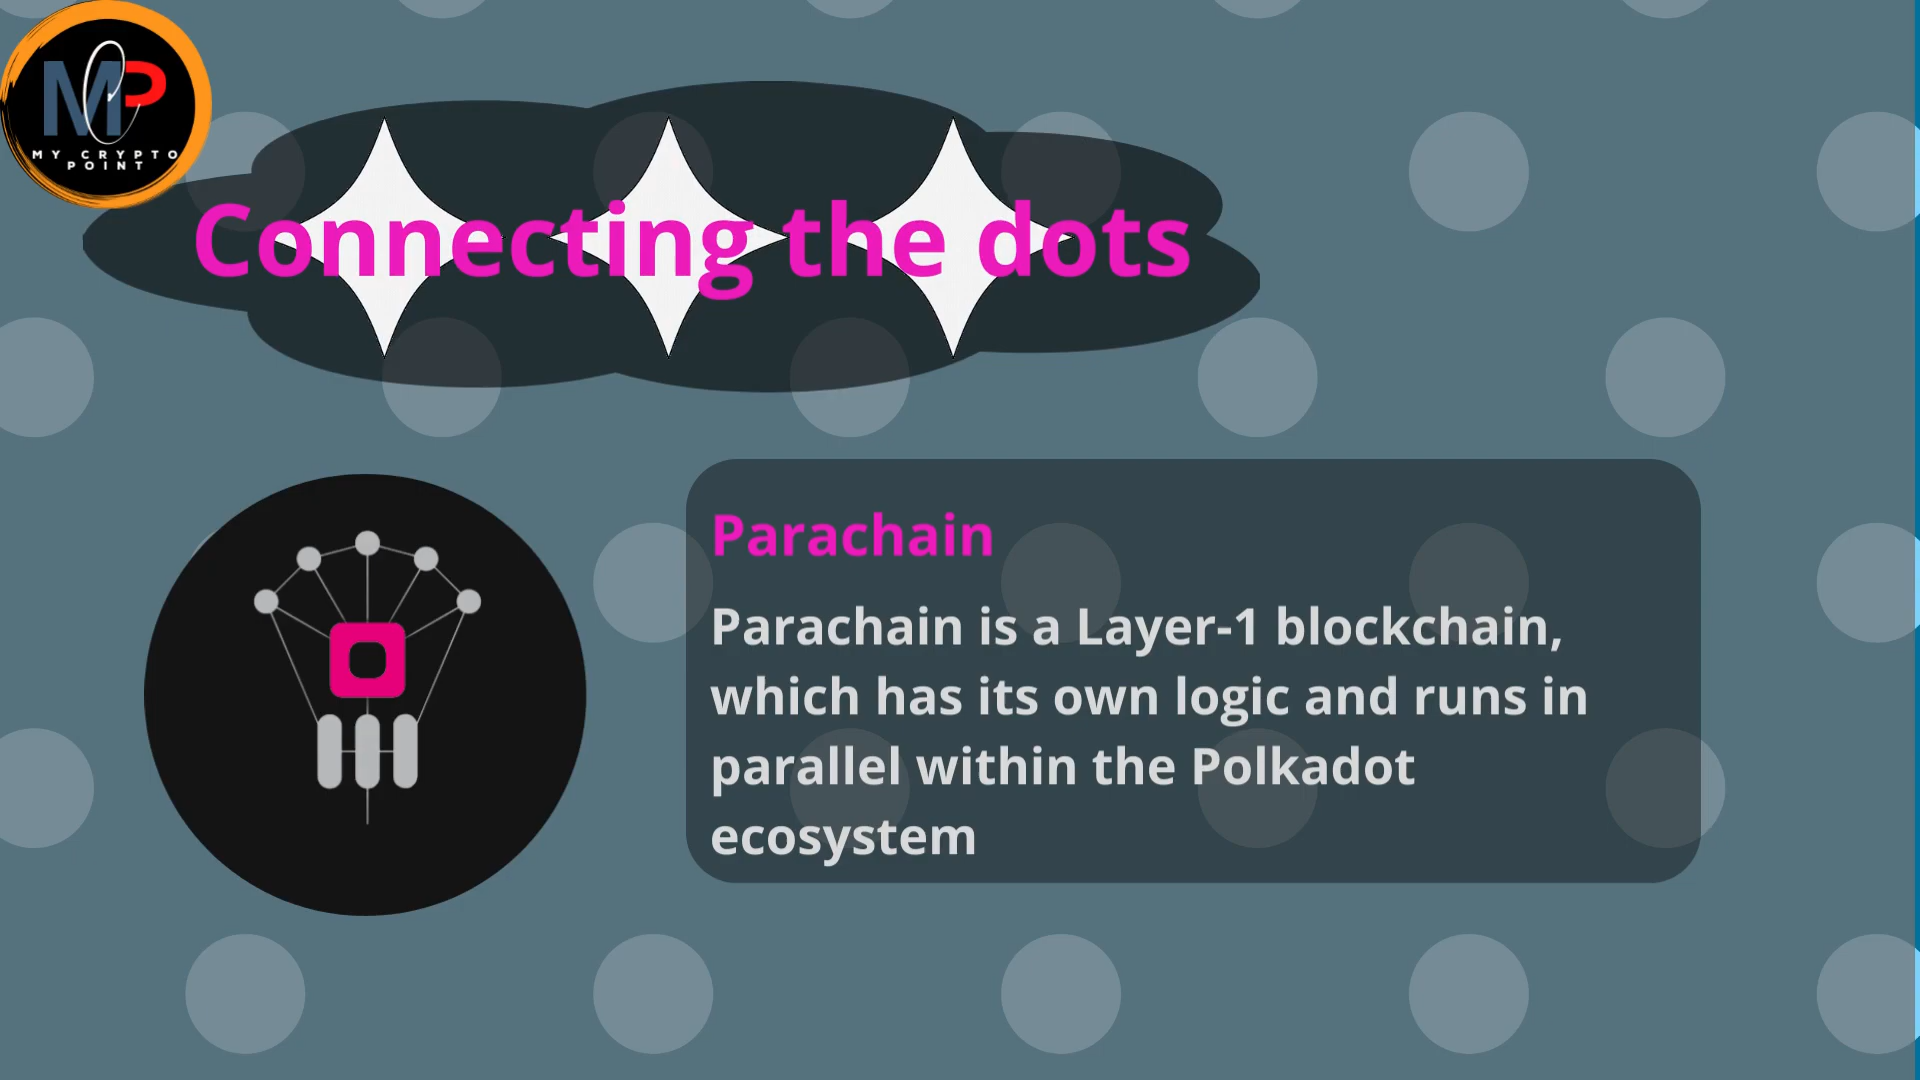 MCP
MY CRYPTO
POINT
Connecting the dots
Parachain
Parachain is a Layer-1 blockchain,
which has its own logic and runs in
parallel within the Polkadot
ecosystem